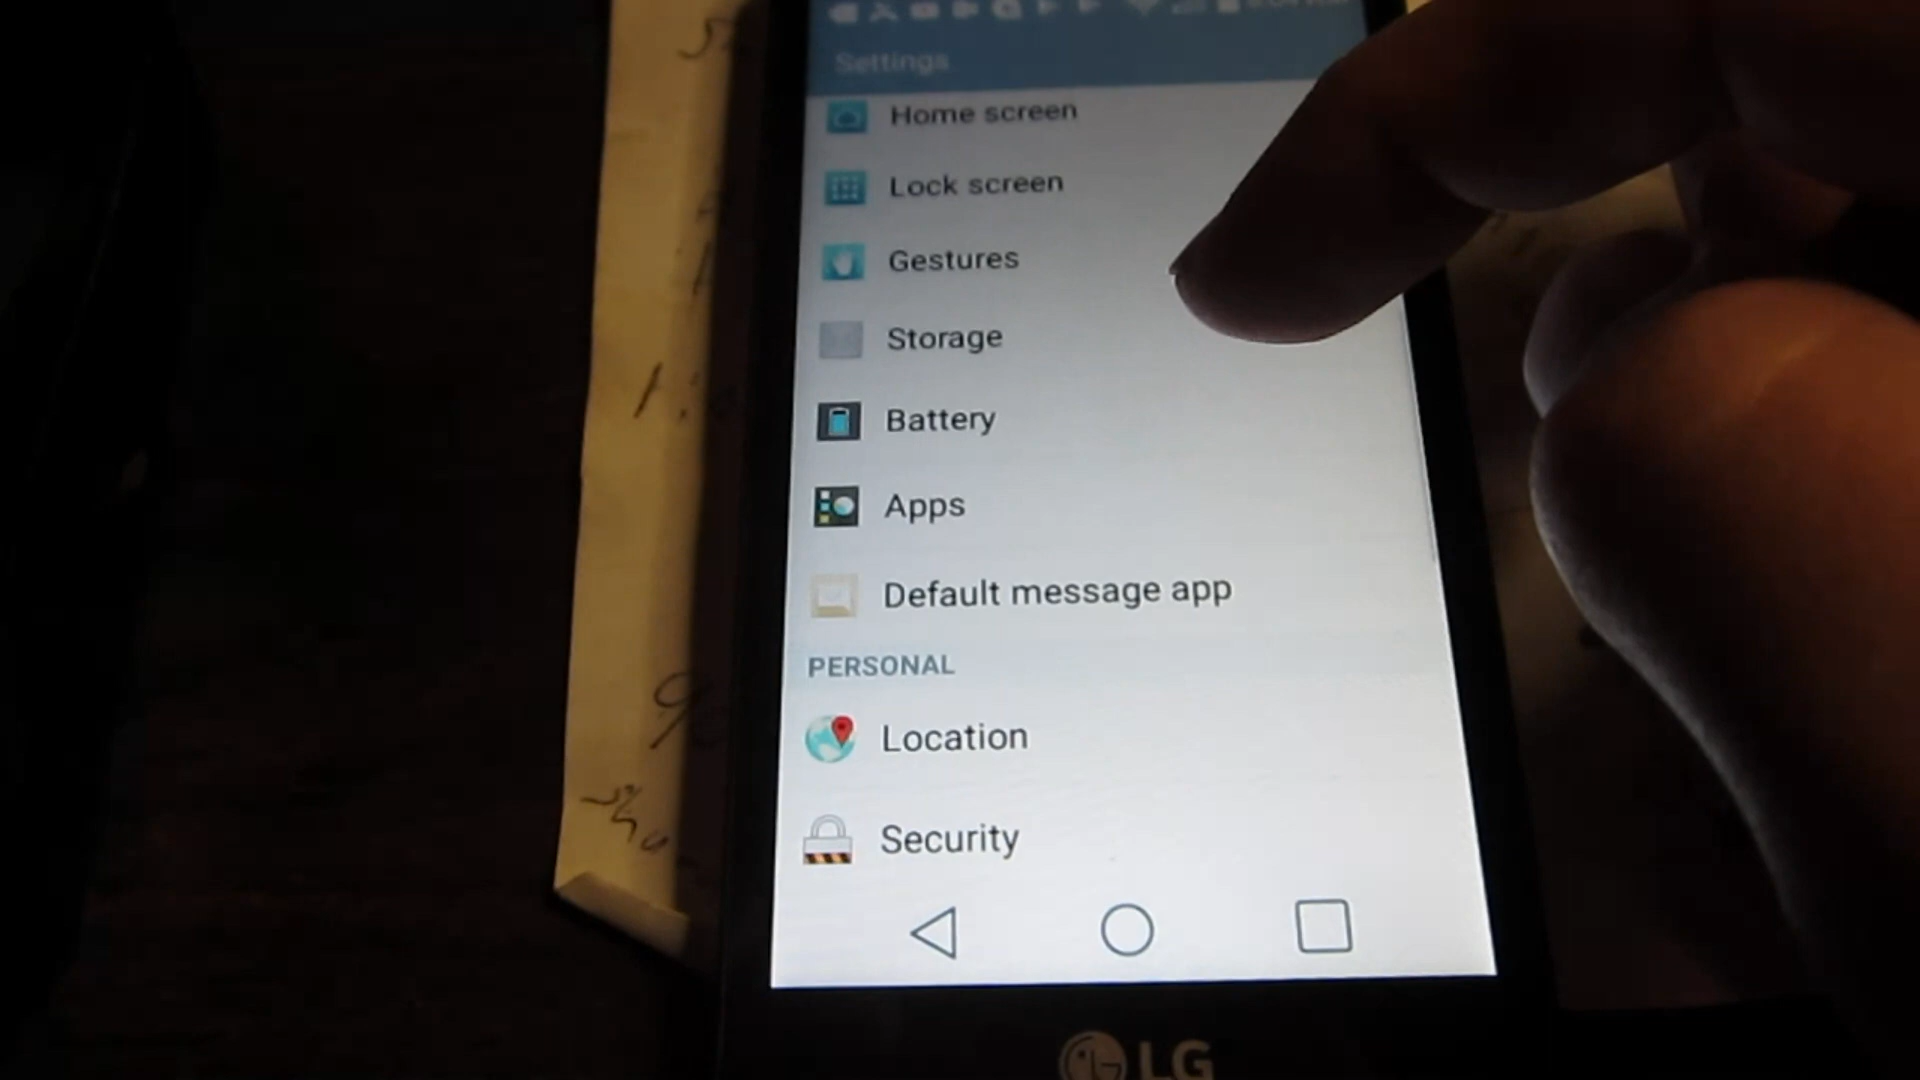 Settings
Home screen
Lock screen
Gestures
Storage
Battery
Apps
Default message app
PERSONAL
Location
Security
LG